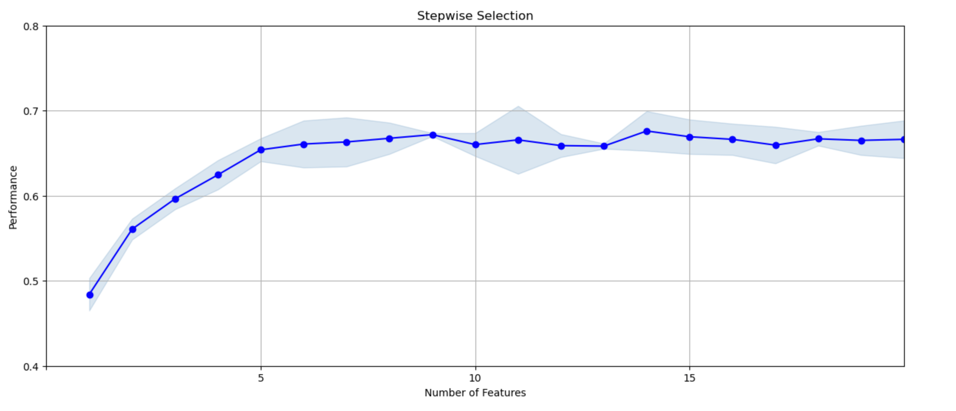 Stepwise Selection
0.8
0.7
0.6
0.5
0.4
Performance
5 10 15
Number of Features